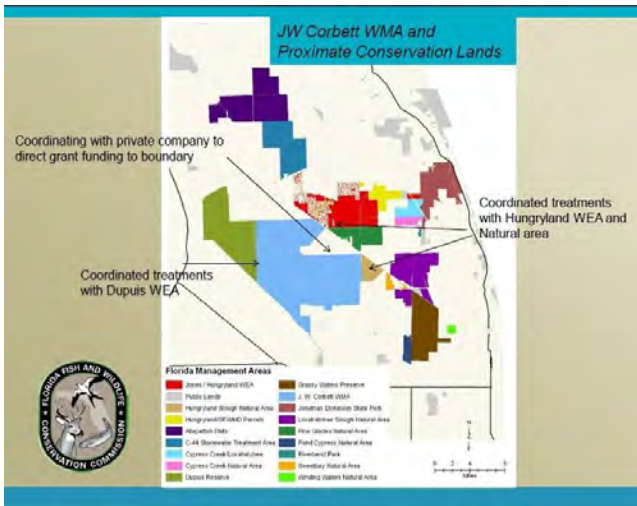 JW Corbett WMA and
Proximate Conservation Lands
Coordinating with private company to
direct grant funding to boundary
Coordinated treatments
with Hungryland WEA and
Natural area
Coordinated treatments
with Dupuis WEA
Florida Management Areas
Jones / Hungryland WEA
Public Lands
Hungryland Slough Natural Area
Hungryland/SFWMD Parcels
Allapattah Flats
C-44 Stormwater Treatment Area
Cypress Creek/Loxahatchee
Cypress Creek Natural Area
Dupuis Reserve
Grassy Waters Preserve
J. W. Corbett WMA
Jonathan Dickinson State Park
Loxahatchee Slough Natural Area
Pine Glades Natural Area
Pond Cypress Natural Area
Riverbend Park
Sweetbay Natural Area
Winding Waters Natural Area
N
Miles
FLORIDA FISH AND WILDLIFE
CONSERVATION COMMISSION